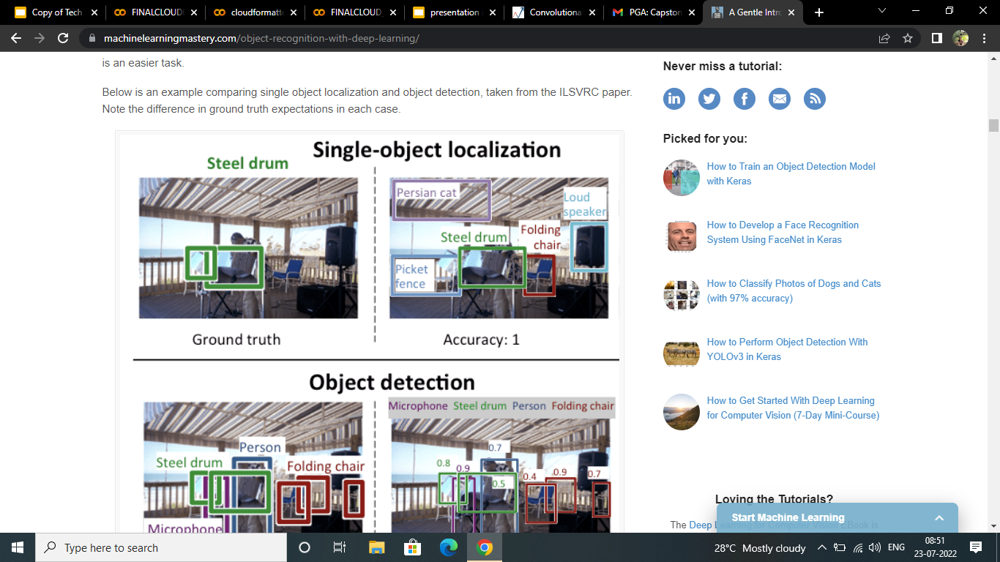 Copy of Tech
FINALCLOUD
cloudformatt
FINALCLOUD
presentation
Convolutiona
PGA: Capston
A Gentle Intro
machinelearningmastery.com/object-recognition-with-deep-learning/
is an easier task.
Below is an example comparing single object localization and object detection, taken from the ILSVRC paper.
Note the difference in ground truth expectations in each case.
Single-object localization
Steel drum
Persian cat
Loud
speaker
Steel drum
Folding
chair
Picket
fence
Ground truth
Accuracy: 1
Object detection
Microphone Steel drum Person Folding chair
Person
Steel drum
Folding chair
Microphone
0.7
0.8
0.9
0.5
0.4
0.9
0.7
Never miss a tutorial:
in
f
Picked for you:
How to Train an Object Detection Model
with Keras
How to Develop a Face Recognition
System Using FaceNet in Keras
How to Classify Photos of Dogs and Cats
(with 97% accuracy)
How to Perform Object Detection With
YOLOv3 in Keras
How to Get Started With Deep Learning
for Computer Vision (7-Day Mini-Course)
Loving the Tutorials?
The Deep Learning for Computer Vision EBook is
Start Machine Learning
Type here to search
28°C Mostly cloudy
ENG
08:51
23-07-2022